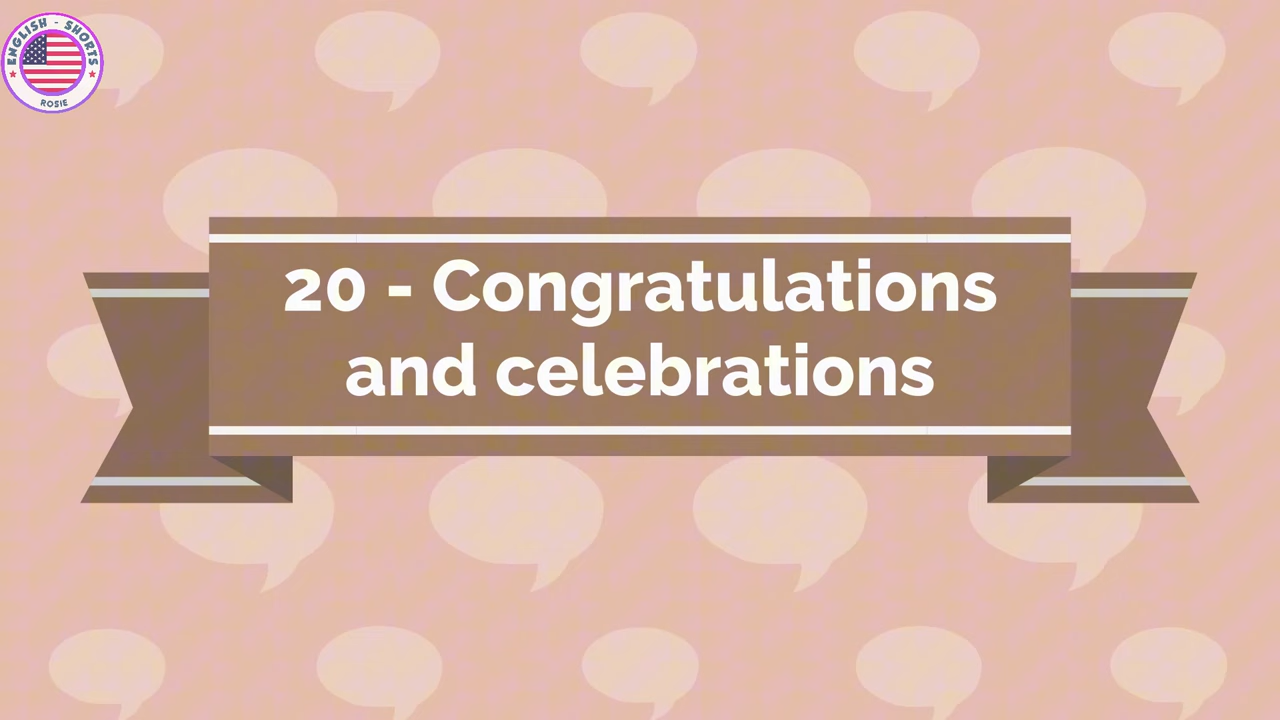 ENGLISH - SHORTS
ROSIE
20 - Congratulations
and celebrations